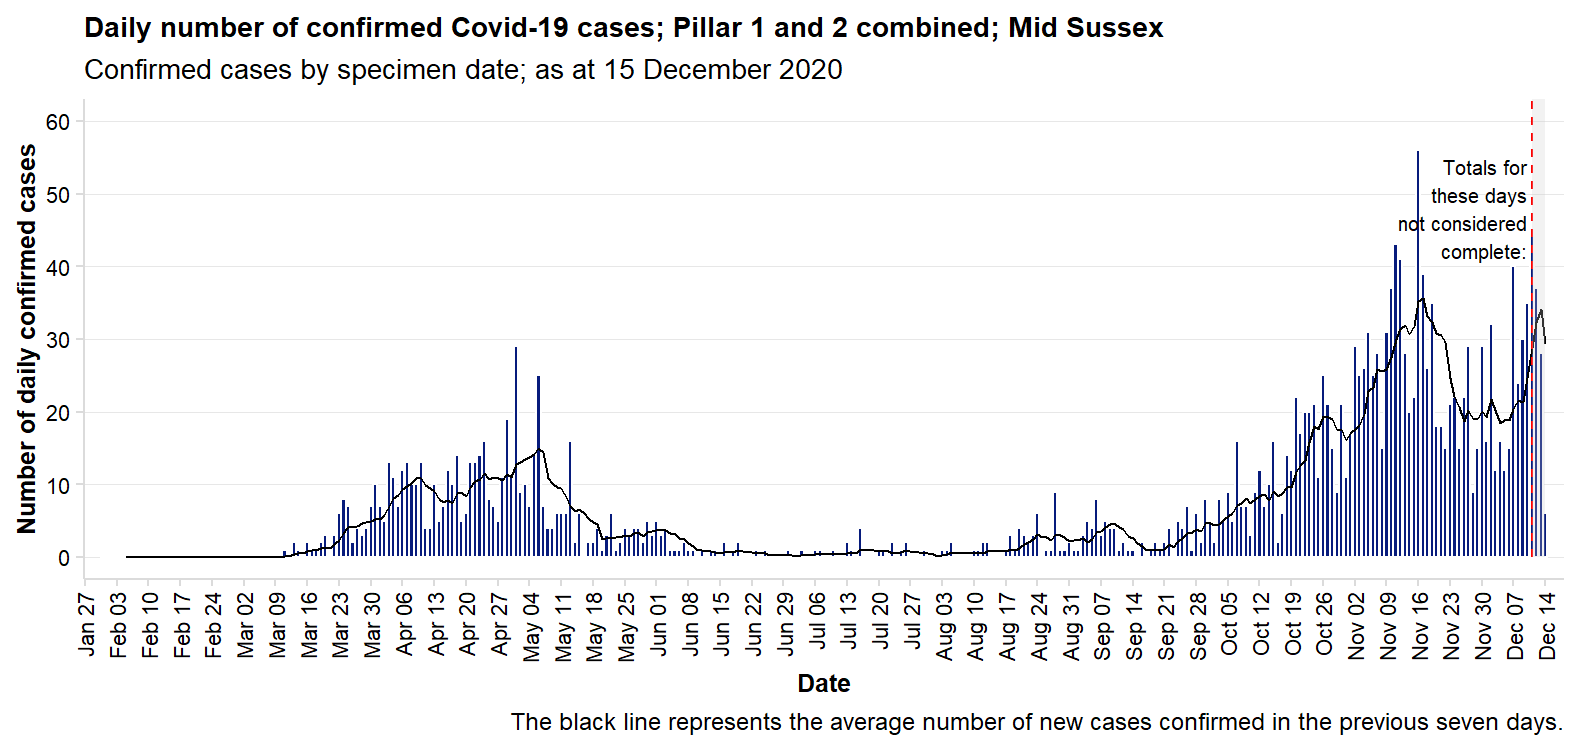 Daily number of confirmed Covid-19 cases; Pillar 1 and 2 combined; Mid Sussex
Confirmed cases by specimen date; as at 15 December 2020
Number of daily confirmed cases
60
50
40
30
20
10
0
Totals for
these days
not considered
complete:
Jan 27
Feb 03
Feb 10
Feb 17
Feb 24
Mar 02
Mar 09
Mar 16
Mar 23
Mar 30
Apr 06
Apr 13
Apr 20
Apr 27
May 04
May 11
May 18
May 25
Jun 01
Jun 08
Jun 15
Jun 22
Jun 29
Jul 06
Jul 13
Jul 20
Jul 27
Aug 03
Aug 10
Aug 17
Aug 24
Aug 31
Sep 07
Sep 14
Sep 21
Sep 28
Oct 05
Oct 12
Oct 19
Oct 26
Nov 02
Nov 09
Nov 16
Nov 23
Nov 30
Dec 07
Dec 14
Date
The black line represents the average number of new cases confirmed in the previous seven days.